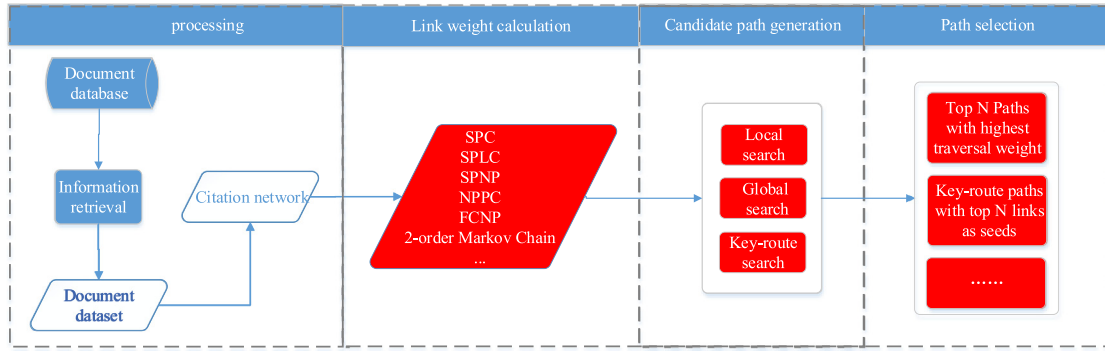 processing
Link weight calculation
Candidate path generation
Path selection
Document
database
Information
retrieval
Document
dataset
Citation network
SPC
SPLC
SPNP
NPPC
FCNP
2-order Markov Chain
...
Local
search
Global
search
Key-route
search
Top N Paths
with highest
traversal weight
Key-route paths
with top N links
as seeds
……